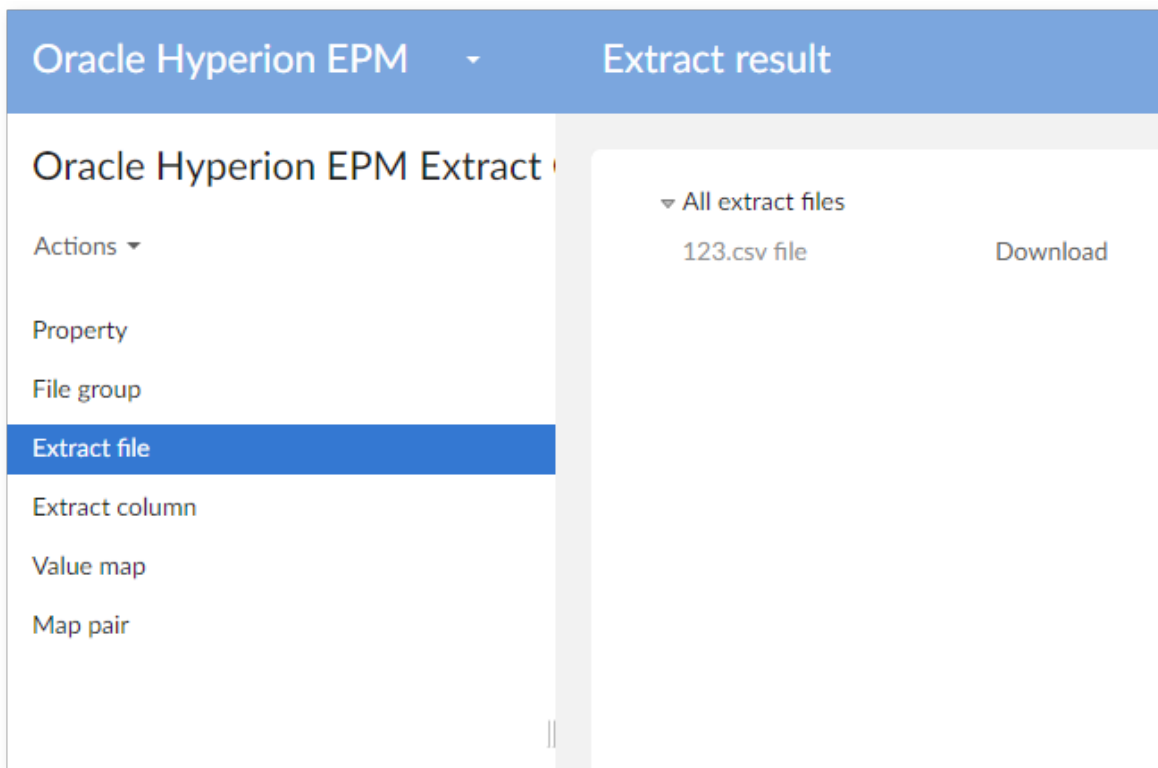 Oracle Hyperion EPM
Extract result
Oracle Hyperion EPM Extract
Actions
Property
File group
Extract file
Extract column
Value map
Map pair
All extract files
123.csv file
Download